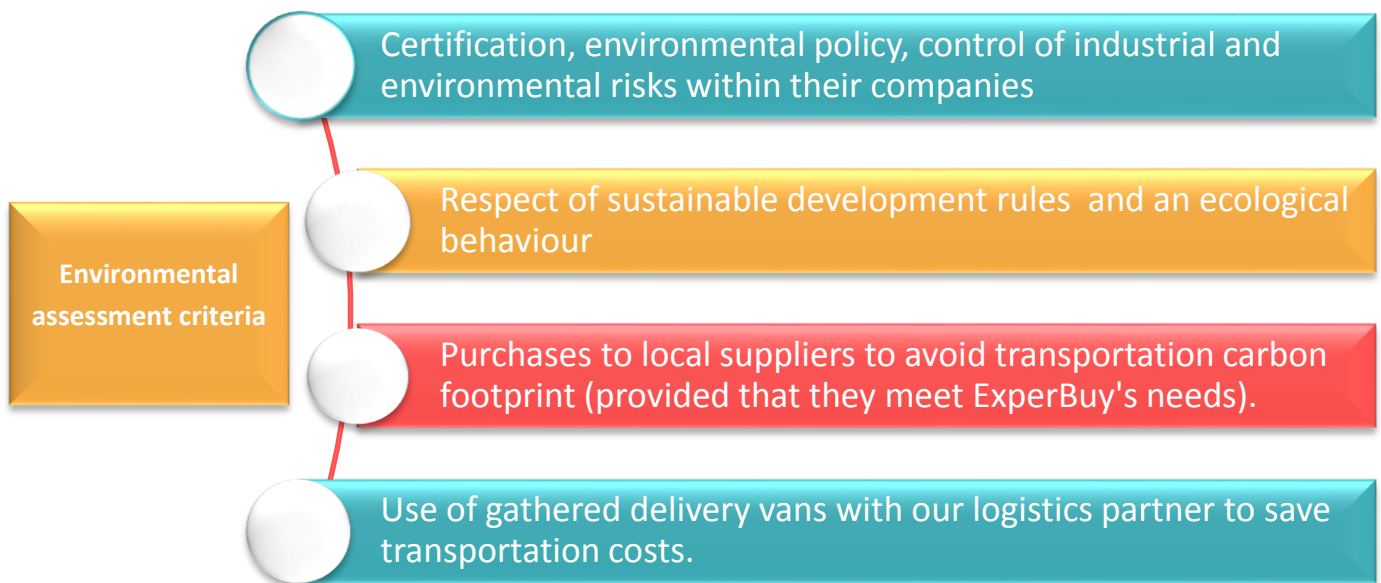 Certification, environmental policy, control of industrial and
environmental risks within their companies
Respect of sustainable development rules  and an ecological
behaviour
Environmental
assessment criteria
Purchases to local suppliers to avoid transportation carbon
footprint (provided that they meet ExperBuy's needs).
Use of gathered delivery vans with our logistics partner to save
transportation costs.